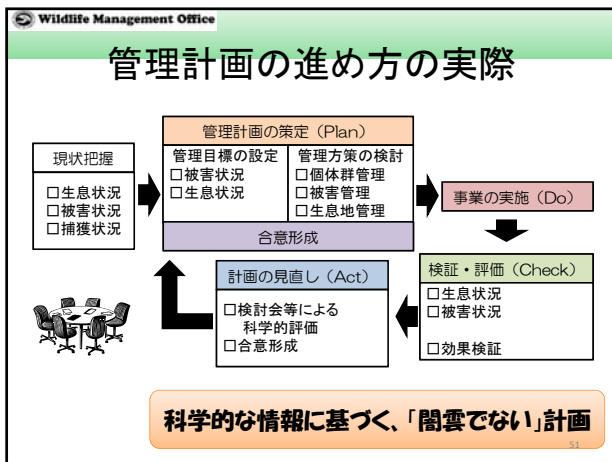 Wildlife Management Office
管理計画の進め方の実際
現状把握
□生息状況
□被害状況
□捕獲状況
管理計画の策定（Plan）
管理目標の設定
□被害状況
□生息状況
管理方策の検討
□個体群管理
□被害管理
□生息地管理
合意形成
事業の実施（Do）
検証・評価（Check）
□生息状況
□被害状況
□効果検証
計画の見直し（Act）
□検討会等による
科学的評価
□合意形成
科学的な情報に基づく、「闇雲でない」計画
51